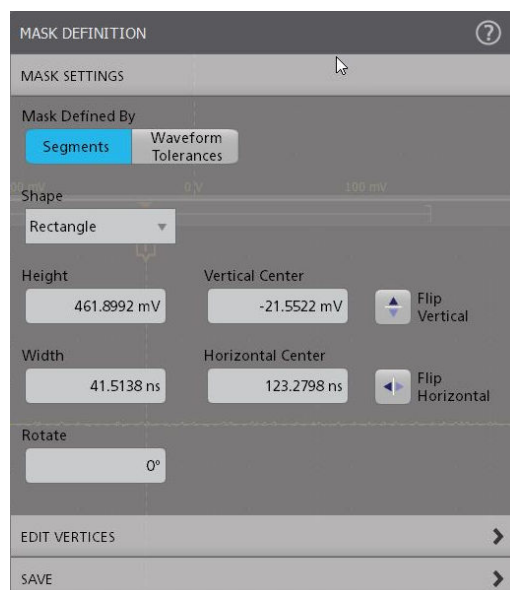 MASK DEFINITION
?
MASK SETTINGS
Mask Defined By
Segments
Waveform
Tolerances
0 V
100 mV
Shape
Rectangle
Height
Vertical Center
461.8992 mV
-21.5522 mV
Flip
Vertical
Width
Horizontal Center
41.5138 ns
123.2798 ns
Flip
Horizontal
Rotate
0°
EDIT VERTICES
SAVE